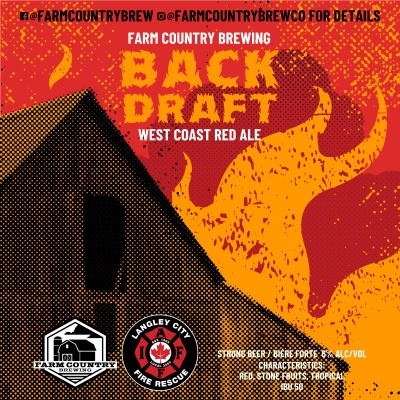 @FARMCOUNTRYBREW @FARMCOUNTRYBREWCO FOR DETAILS
FARM COUNTRY BREWING
BACK
DRAFT
WEST COAST RED ALE
FARM COUNTRY
BREWING
LANGLEY CITY
I A F F
FIRE RESCUE
STRONG BEER / BIÈRE FORTE 6% ALC/VOL
CHARACTERISTICS:
RED, STONE FRUITS, TROPICAL
IBU 50